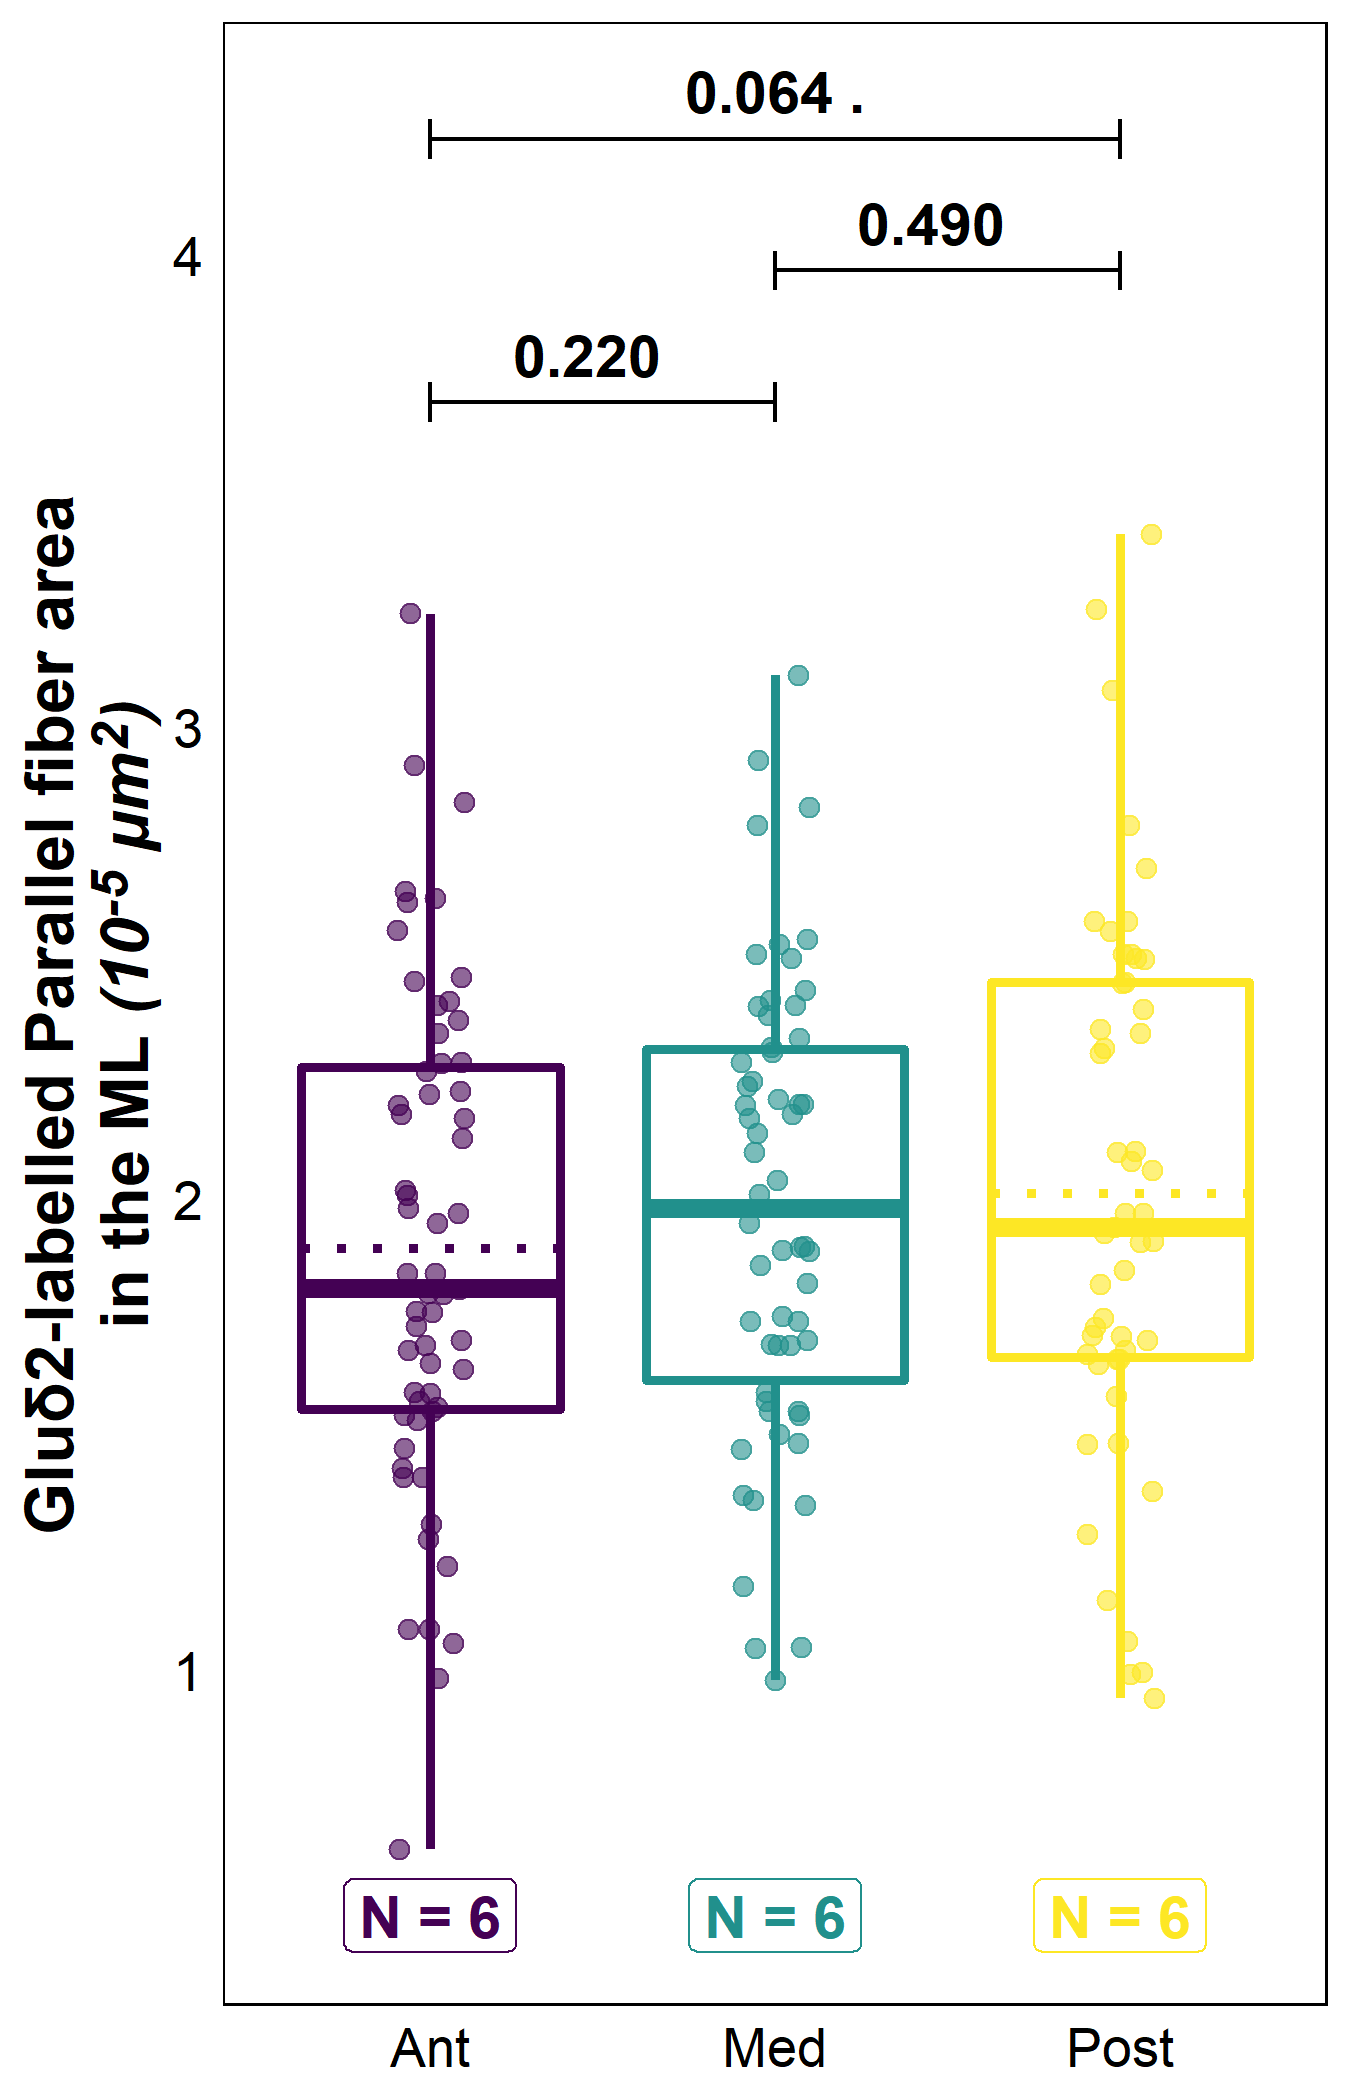 0.064 .
0.490
0.220
4
3
2
1
Gluδ2-labelled Parallel fiber area
in the ML (10⁻⁵ µm²)
N = 6
N = 6
N = 6
Ant
Med
Post